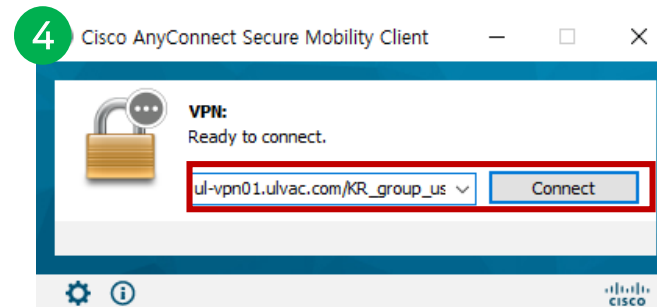 4 Cisco AnyConnect Secure Mobility Client
VPN:
Ready to connect.
ul-vpn01.ulvac.com/KR_group_us
Connect
CISCO